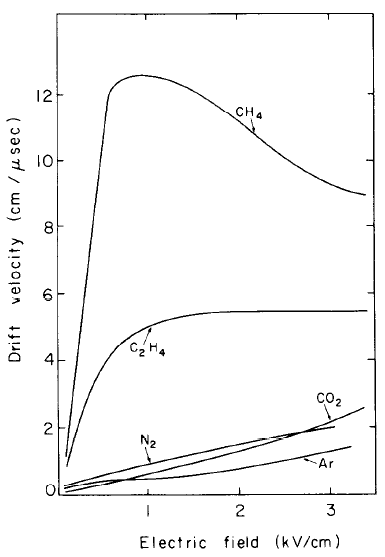 Drift velocity (cm / μsec)
12
10
8
6
4
2
0
CH4
C2H4
N2
CO2
Ar
1
2
3
Electric field (kV/cm)